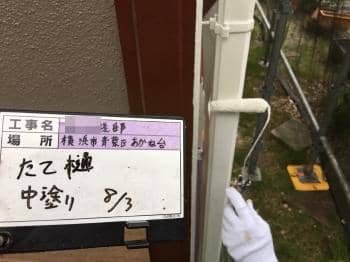 工事名 邸
場所 横浜市青葉区あかね台
たて樋
中塗り 8/3